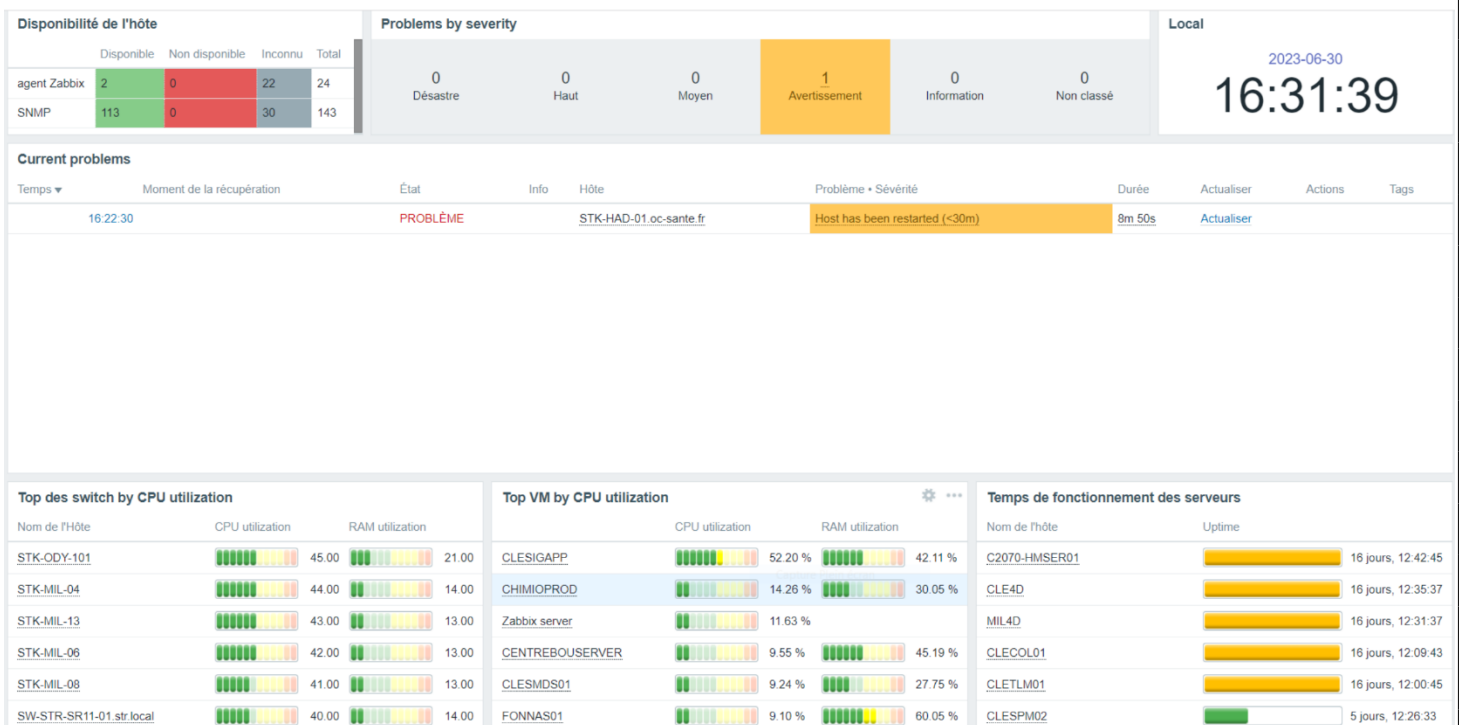 Disponibilité de l'hôte
Disponible Non disponible Inconnu Total
agent Zabbix 2 0 22 24
SNMP 113 0 30 143
Problems by severity
0 0 0 1 0 0
Désastre Haut Moyen Avertissement Information Non classé
Local
2023-06-30
16:31:39
Current problems
Temps Moment de la récupération État Info Hôte Problème • Sévérité Durée Actualiser Actions Tags
16:22:30 PROBLÈME STK-HAD-01.oc-sante.fr Host has been restarted (<30m) 8m 50s Actualiser
Top des switch by CPU utilization
Nom de l'Hôte CPU utilization RAM utilization
STK-ODY-101 45.00 21.00
STK-MIL-04 44.00 14.00
STK-MIL-13 43.00 13.00
STK-MIL-06 42.00 13.00
STK-MIL-08 41.00 13.00
SW-STR-SR11-01.str.local 40.00 14.00
Top VM by CPU utilization
CPU utilization RAM utilization
CLESIGAPP 52.20 % 42.11 %
CHIMIOPROD 14.26 % 30.05 %
Zabbix server 11.63 %
CENTREBOUSERVER 9.55 % 45.19 %
CLESMDS01 9.24 % 27.75 %
FONNAS01 9.10 % 60.05 %
Temps de fonctionnement des serveurs
Nom de l'hôte Uptime
C2070-HMSER01 16 jours, 12:42:45
CLE4D 16 jours, 12:35:37
MIL4D 16 jours, 12:31:37
CLECOL01 16 jours, 12:09:43
CLETLM01 16 jours, 12:00:45
CLESPM02 5 jours, 12:26:33